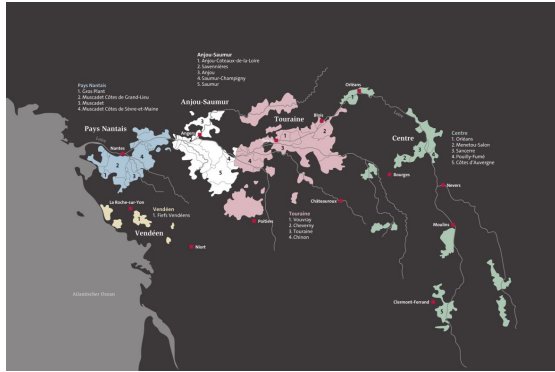 Anjou-Saumur
1. Anjou-Coteaux-de-la-Loire
2. Savennières
3. Anjou
4. Saumur-Champigny
5. Saumur
Pays Nantais
1. Gros Plant
2. Muscadet Côtes de Grand-Lieu
3. Muscadet
4. Muscadet Côtes de Sèvre-et-Maine
Orléans
1
Anjou-Saumur
Touraine
Blois
Pays Nantais
Angers
Loire
Nantes
Centre
Centre
1. Orléans
2. Menetou-Salon
3. Sancerre
4. Pouilly-Fumé
5. Côtes d'Auvergne
Bourges
Nevers
Châteauroux
La Roche-sur-Yon
Vendéen
1. Fiefs Vendéens
Vendéen
Poitiers
Touraine
1. Vouvray
2. Cheverny
3. Touraine
4. Chinon
Moulins
Niort
Atlantischer Ozean
Clermont-Ferrand
5